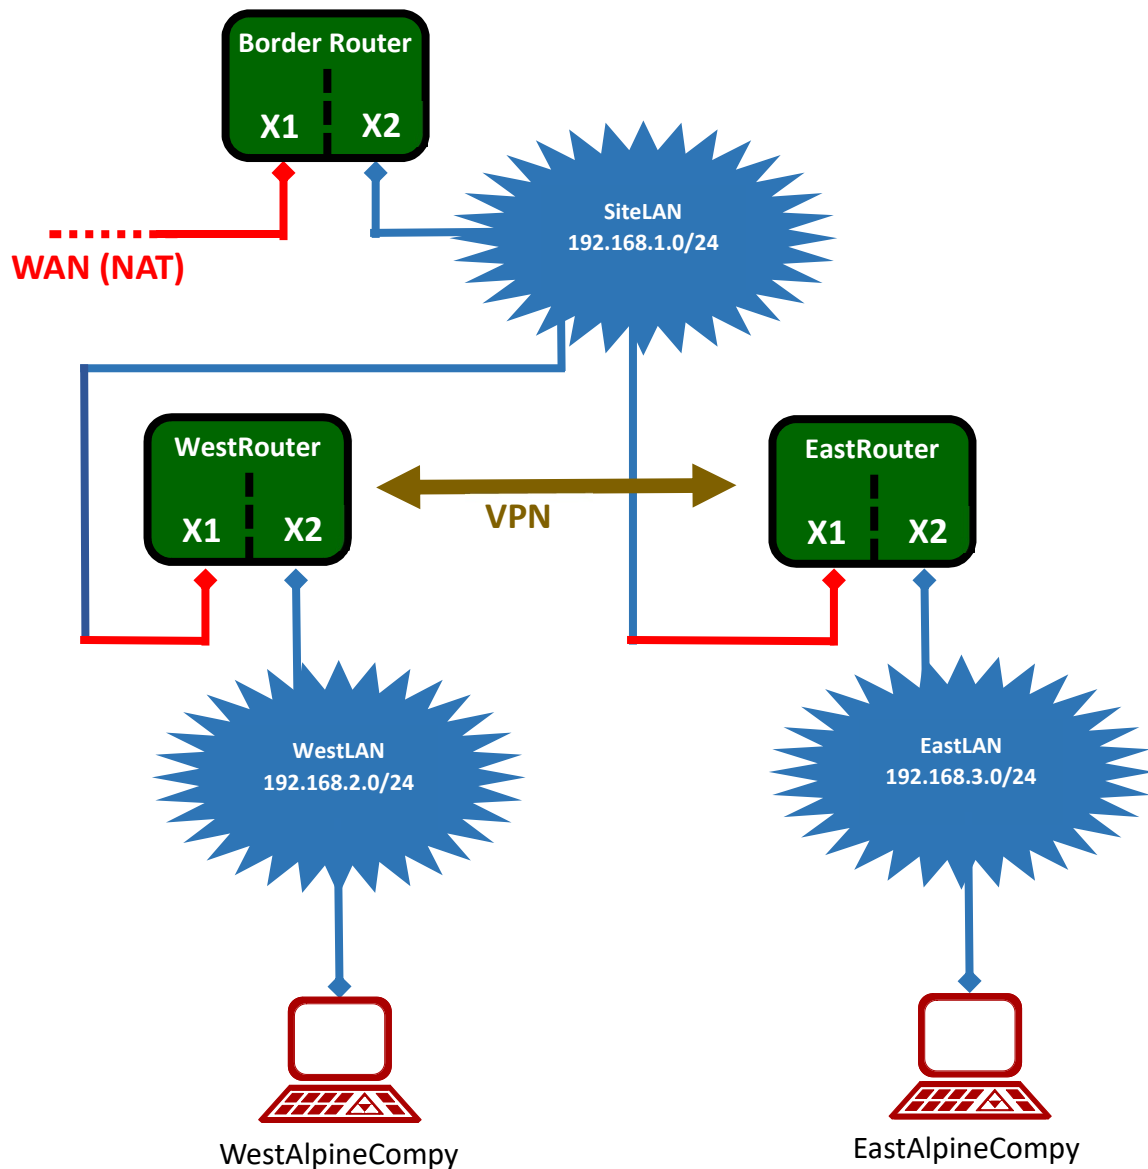 Border Router
X1
X2
SiteLAN
192.168.1.0/24
WAN (NAT)
WestRouter
X1
X2
VPN
EastRouter
X1
X2
WestLAN
192.168.2.0/24
EastLAN
192.168.3.0/24
WestAlpineCompy
EastAlpineCompy